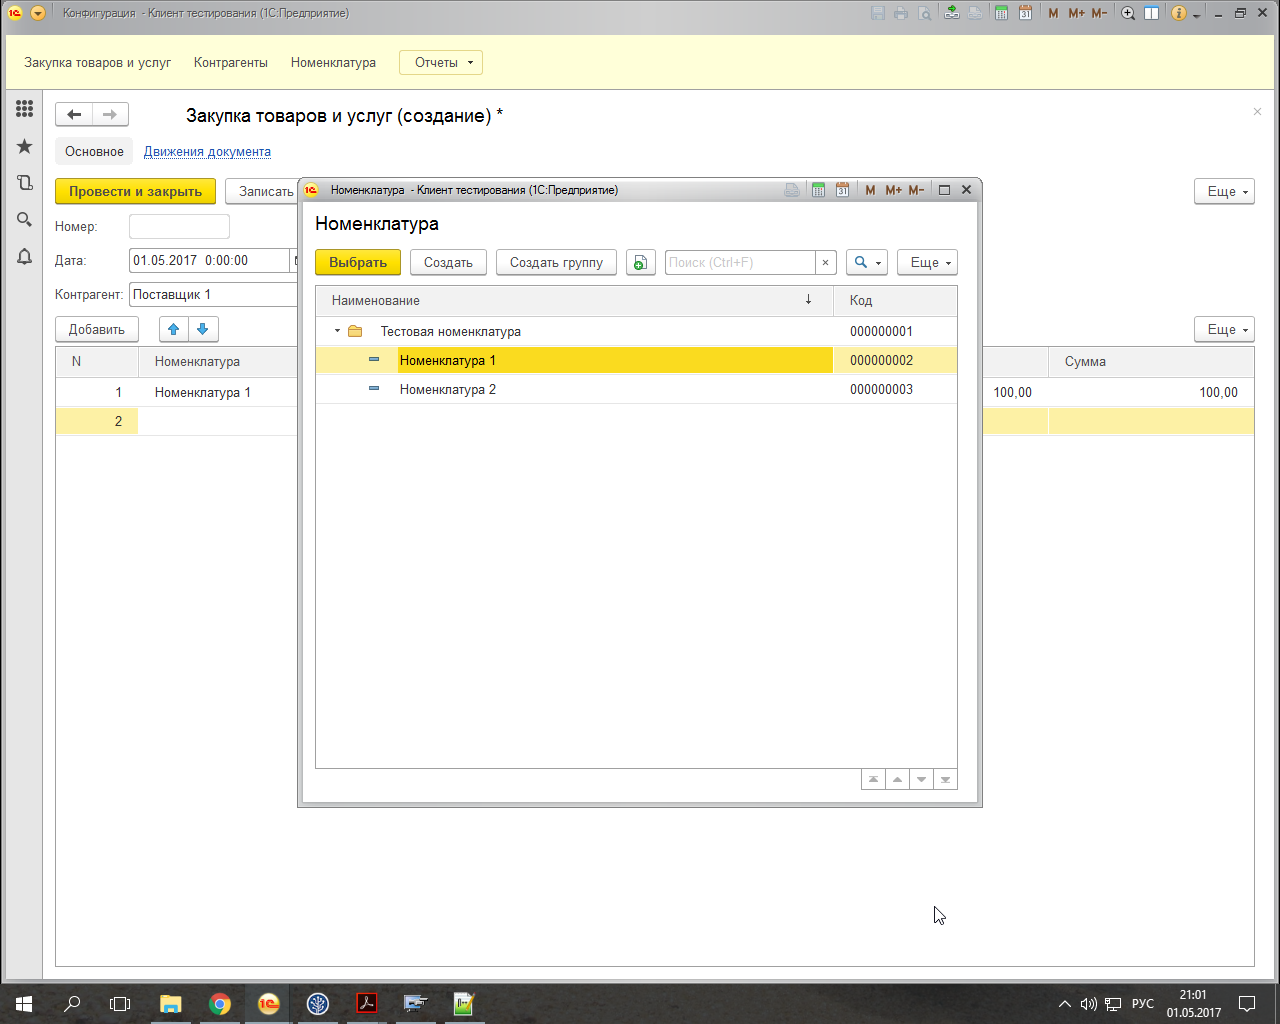 Конфигурация - Клиент тестирования (1С:Предприятие)
M M+ M-
Закупка товаров и услуг Контрагенты Номенклатура Отчеты
Закупка товаров и услуг (создание) *
Основное Движения документа
Провести и закрыть Записать Еще
Номер:
Дата: 01.05.2017 0:00:00
Контрагент: Поставщик 1
Добавить Еще
N Номенклатура Сумма
1 Номенклатура 1 100,00 100,00
2
Номенклатура - Клиент тестирования (1С:Предприятие)
31 M M+ M-
Номенклатура
Выбрать Создать Создать группу Поиск (Ctrl+F) × Еще
Наименование ↓ Код
Тестовая номенклатура 000000001
Номенклатура 1 000000002
Номенклатура 2 000000003
РУС
21:01
01.05.2017